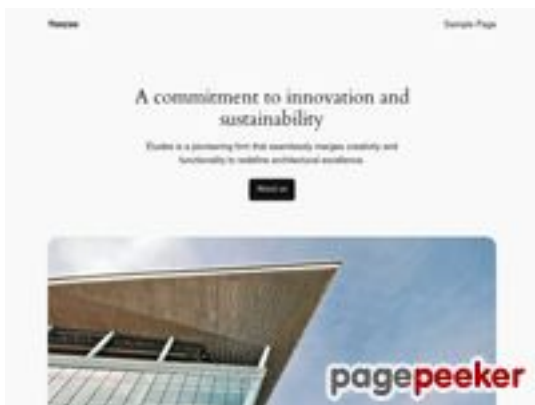 Sample Page
A commitment to innovation and
sustainability
Études is a pioneering firm that seamlessly merges creativity and
functionality to redefine architectural excellence.
About us
pagepeeker